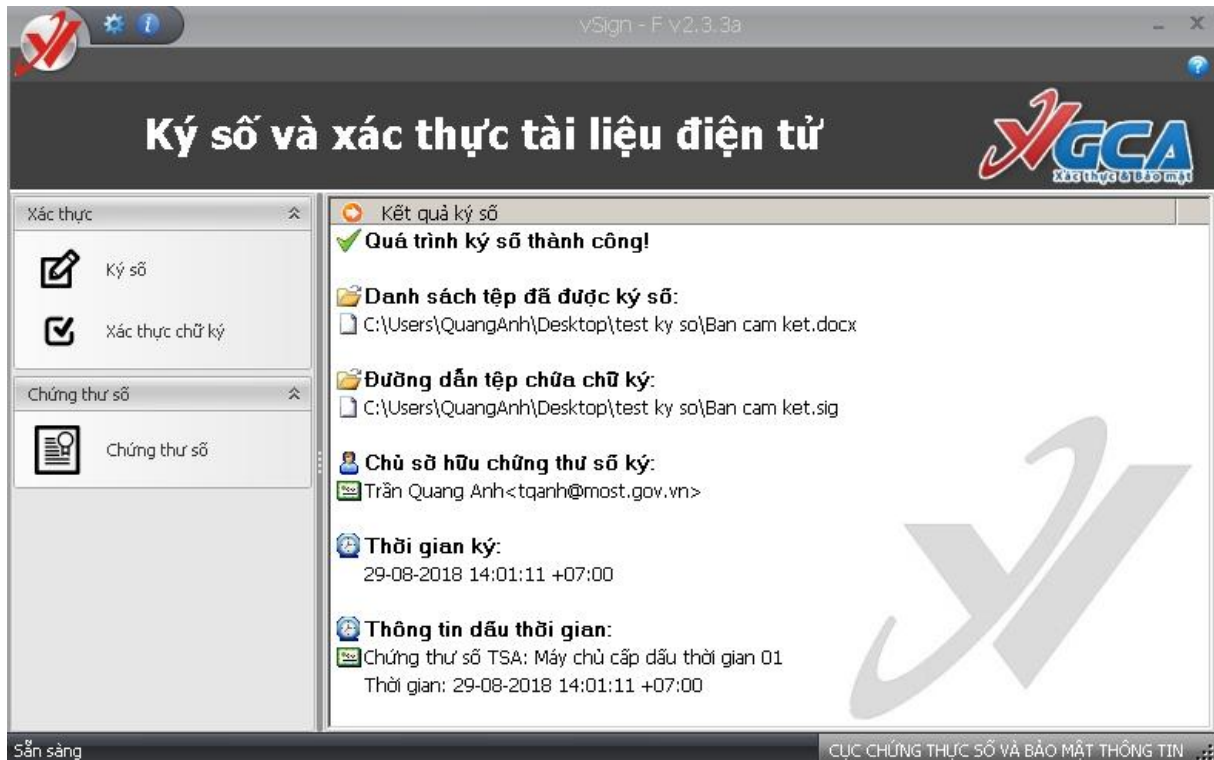 vSign - F v2.3.3a
Ký số và xác thực tài liệu điện tử
GCA
Xác thực & Bảo mật
Xác thực
Ký số
Xác thực chữ ký
Chứng thư số
Chứng thư số
Kết quả ký số
Quá trình ký số thành công!
Danh sách tệp đã được ký số:
C:\Users\QuangAnh\Desktop\test ky so\Ban cam ket.docx
Đường dẫn tệp chứa chữ ký:
C:\Users\QuangAnh\Desktop\test ky so\Ban cam ket.sig
Chủ sở hữu chứng thư số ký:
Trần Quang Anh<tqanh@most.gov.vn>
Thời gian ký:
29-08-2018 14:01:11 +07:00
Thông tin dấu thời gian:
Chứng thư số TSA: Máy chủ cấp dấu thời gian 01
Thời gian: 29-08-2018 14:01:11 +07:00
Sẵn sàng
CỤC CHỨNG THỰC SỐ VÀ BẢO MẬT THÔNG TIN